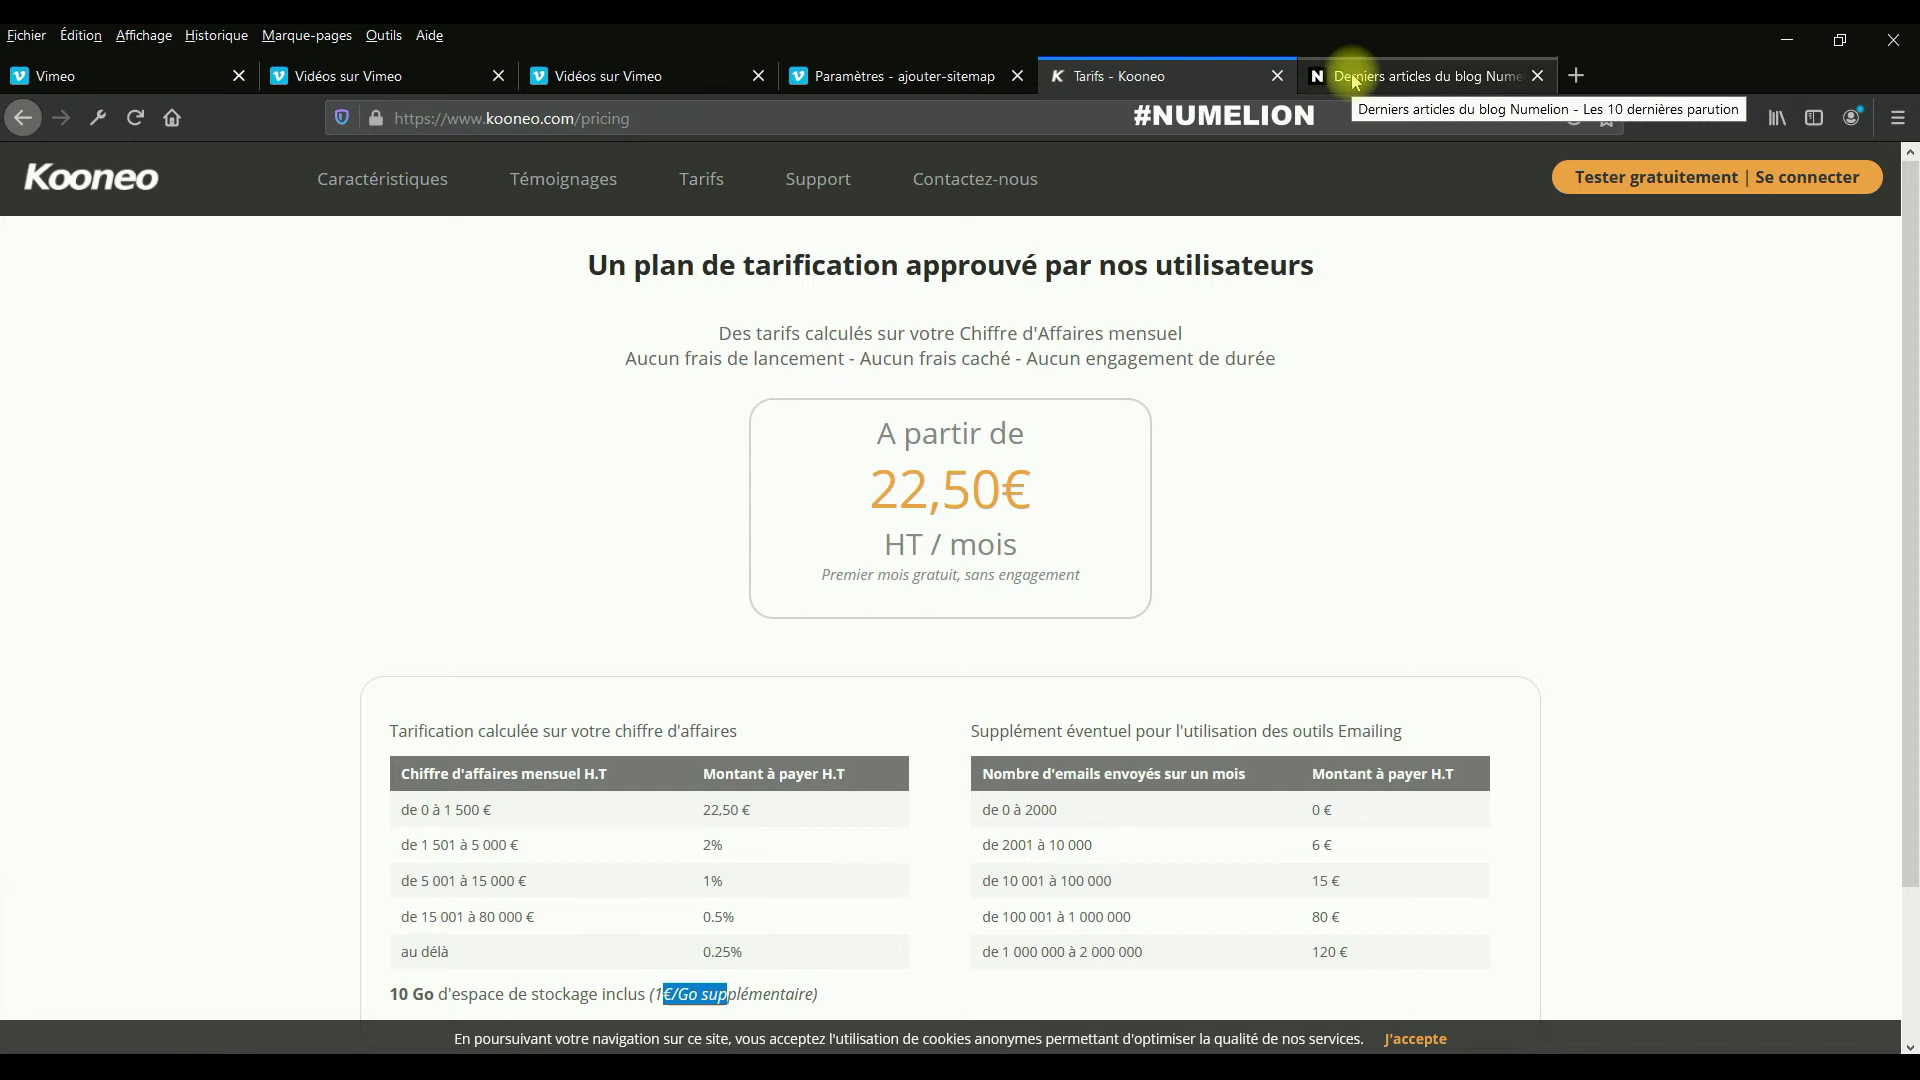 Fichier Édition Affichage Historique Marque-pages Outils Aide
Vimeo Vidéos sur Vimeo Vidéos sur Vimeo Paramètres - ajouter-sitemap Tarifs - Kooneo Derniers articles du blog Nume
https://www.kooneo.com/pricing #NUMELION Derniers articles du blog Numelion - Les 10 dernières parution
Kooneo Caractéristiques Témoignages Tarifs Support Contactez-nous Tester gratuitement | Se connecter
Un plan de tarification approuvé par nos utilisateurs
Des tarifs calculés sur votre Chiffre d'Affaires mensuel
Aucun frais de lancement - Aucun frais caché - Aucun engagement de durée
A partir de
22,50€
HT / mois
Premier mois gratuit, sans engagement
Tarification calculée sur votre chiffre d'affaires
Chiffre d'affaires mensuel H.T Montant à payer H.T
de 0 à 1 500 € 22,50 €
de 1 501 à 5 000 € 2%
de 5 001 à 15 000 € 1%
de 15 001 à 80 000 € 0.5%
au délà 0.25%
10 Go d'espace de stockage inclus (1€/Go supplémentaire)
Supplément éventuel pour l'utilisation des outils Emailing
Nombre d'emails envoyés sur un mois Montant à payer H.T
de 0 à 2000 0 €
de 2001 à 10 000 6 €
de 10 001 à 100 000 15 €
de 100 001 à 1 000 000 80 €
de 1 000 000 à 2 000 000 120 €
En poursuivant votre navigation sur ce site, vous acceptez l'utilisation de cookies anonymes permettant d'optimiser la qualité de nos services. J'accepte